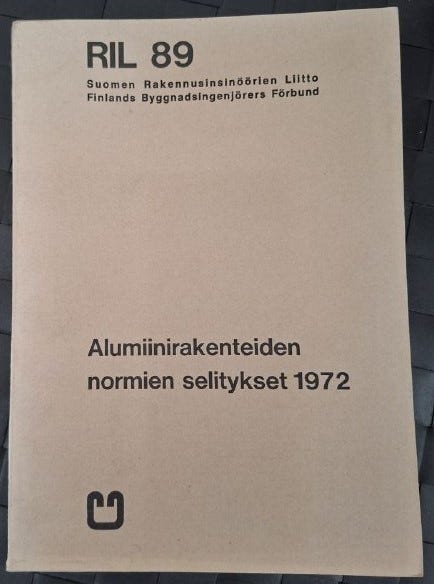 RIL 89
Suomen Rakennusinsinöörien Liitto
Finlands Byggnadsingenjörers Förbund
Alumiinirakenteiden
normien selitykset 1972